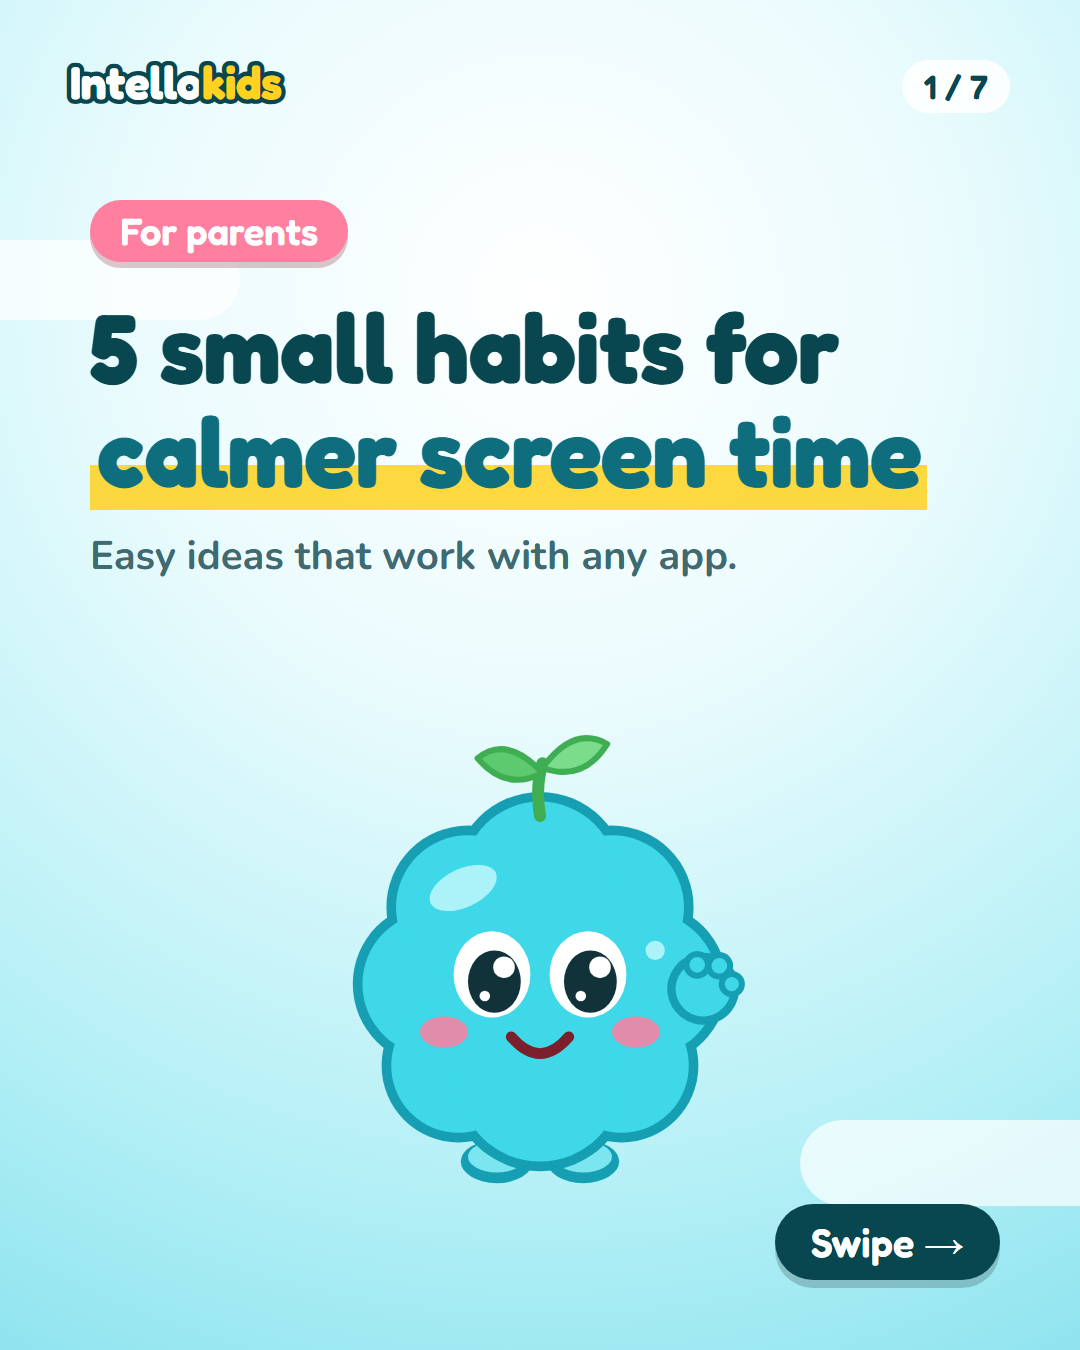 Intellokids
1 / 7
For parents
5 small habits for
calmer screen time
Easy ideas that work with any app.
Swipe →